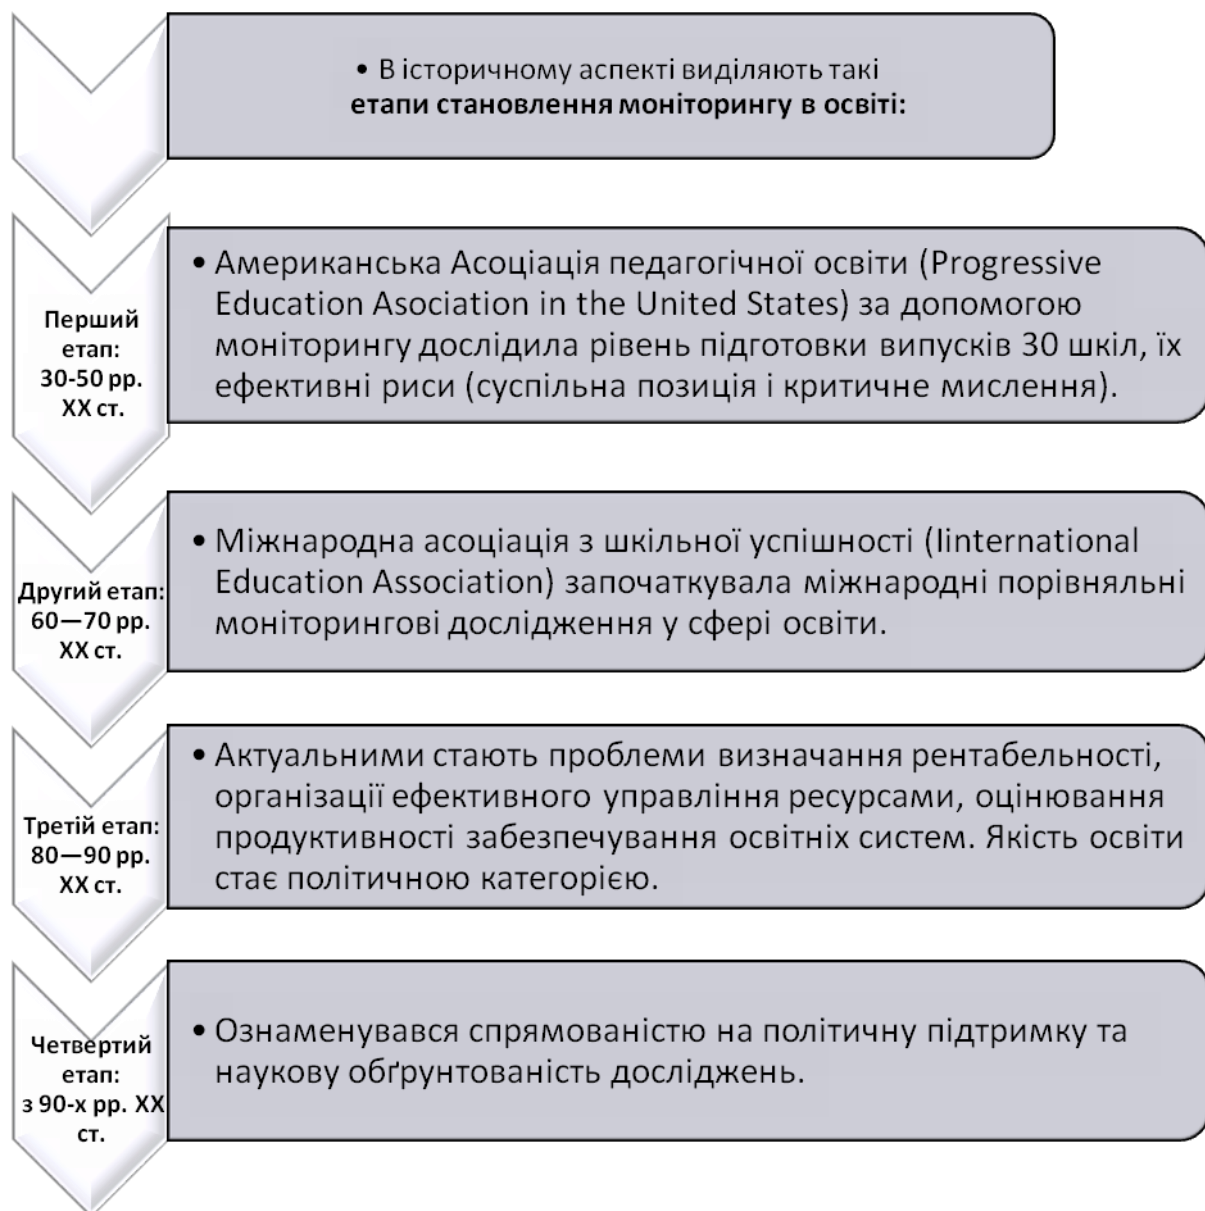 • В історичному аспекті виділяють такі
етапи становлення моніторингу в освіті:
Перший
етап:
30-50 рр.
ХХ ст.
• Американська Асоціація педагогічної освіти (Progressive
Education Asociation in the United States) за допомогою
моніторингу дослідила рівень підготовки випусків 30 шкіл, їх
ефективні риси (суспільна позиція і критичне мислення).
Другий етап:
60—70 рр.
ХХ ст.
• Міжнародна асоціація з шкільної успішності (Iinternational
Education Association) започаткувала міжнародні порівняльні
моніторингові дослідження у сфері освіти.
Третій етап:
80—90 рр.
ХХ ст.
• Актуальними стають проблеми визначання рентабельності,
організації ефективного управління ресурсами, оцінювання
продуктивності забезпечування освітніх систем. Якість освіти
стає політичною категорією.
Четвертий
етап:
з 90-х рр. ХХ
ст.
• Ознаменувався спрямованістю на політичну підтримку та
наукову обґрунтованість досліджень.